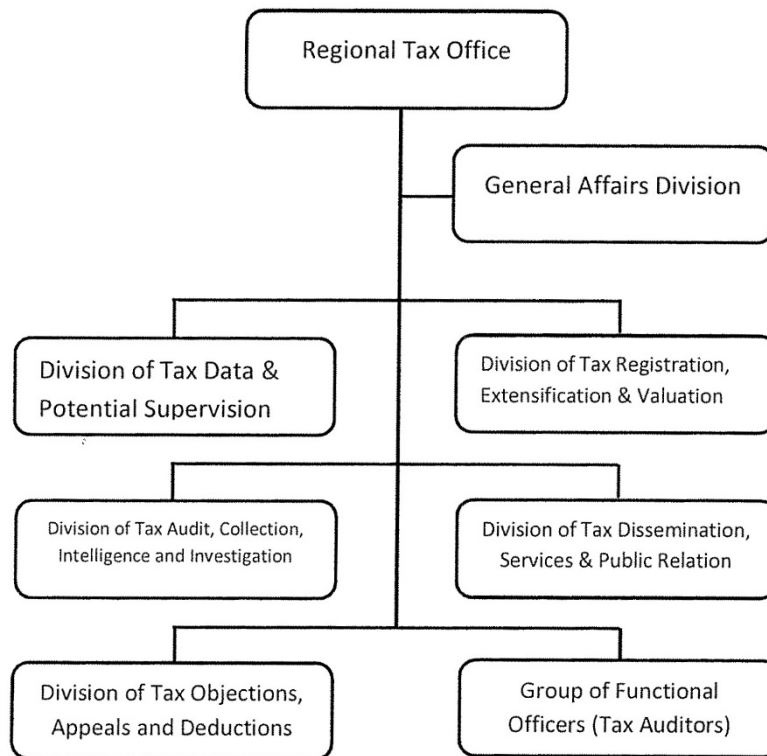 Regional Tax Office
General Affairs Division
Division of Tax Data &
Potential Supervision
Division of Tax Registration,
Extensification & Valuation
Division of Tax Audit, Collection,
Intelligence and Investigation
Division of Tax Dissemination,
Services & Public Relation
Division of Tax Objections,
Appeals and Deductions
Group of Functional
Officers (Tax Auditors)